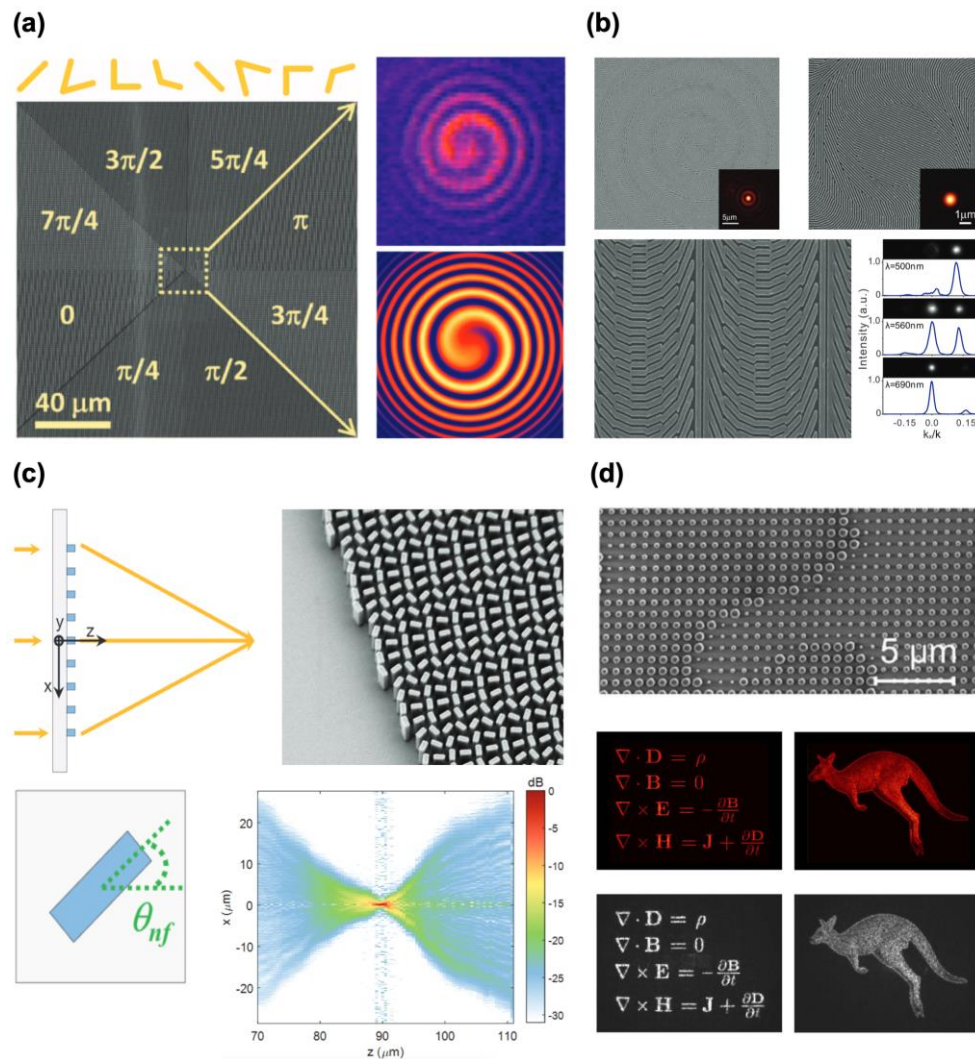 (a)
3π/2
5π/4
7π/4
π
0
3π/4
π/4
π/2
40 μm
(b)
5μm
1μm
Intensity (a.u.)
1.0
λ=500nm
0
1.0
λ=560nm
0
1.0
λ=690nm
0
-0.15 0.0 0.15
kₓ/k
(c)
y
z
x
θnf
dB
0
-5
-10
-15
-20
-25
-30
20
10
0
-10
-20
x (μm)
70 80 90 100 110
z (μm)
(d)
5 μm
∇ · D = ρ
∇ · B = 0
∇ × E = −∂B/∂t
∇ × H = J + ∂D/∂t
∇ · D = ρ
∇ · B = 0
∇ × E = −∂B/∂t
∇ × H = J + ∂D/∂t